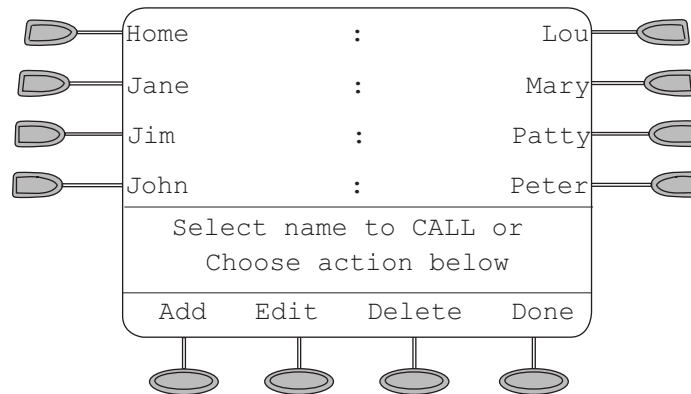 Home : Lou
Jane : Mary
Jim : Patty
John : Peter
Select name to CALL or
Choose action below
Add Edit Delete Done